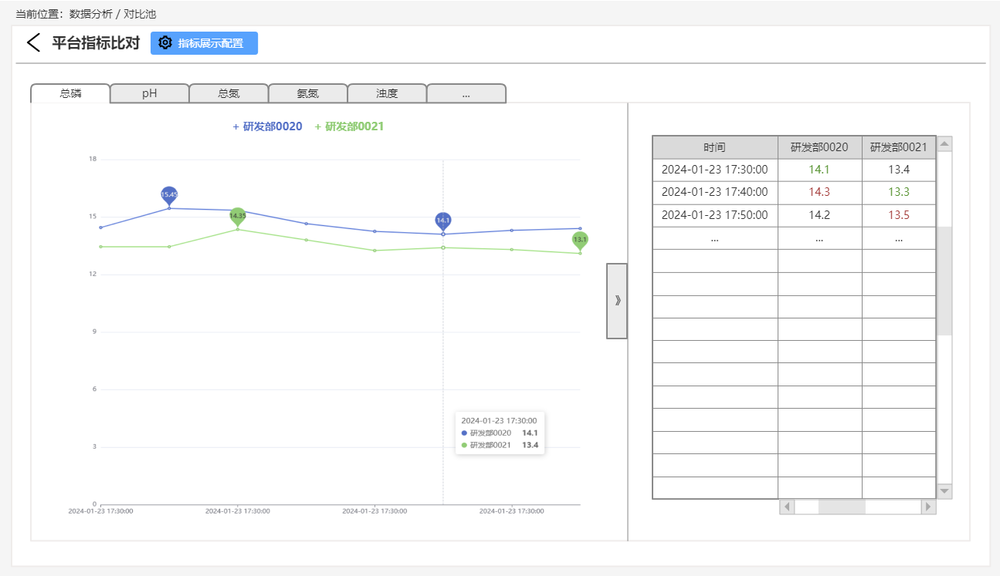 当前位置：数据分析 / 对比池
平台指标比对
指标展示配置
总磷 pH 总氮 氨氮 浊度 ...
+ 研发部0020 + 研发部0021
18
15
12
9
6
3
0
15.45
14.35
14.1
13.1
2024-01-23 17:30:00
研发部0020 14.1
研发部0021 13.4
2024-01-23 17:30:00 2024-01-23 17:30:00 2024-01-23 17:30:00 2024-01-23 17:30:00
》
时间 研发部0020 研发部0021
2024-01-23 17:30:00 14.1 13.4
2024-01-23 17:40:00 14.3 13.3
2024-01-23 17:50:00 14.2 13.5
... ... ...